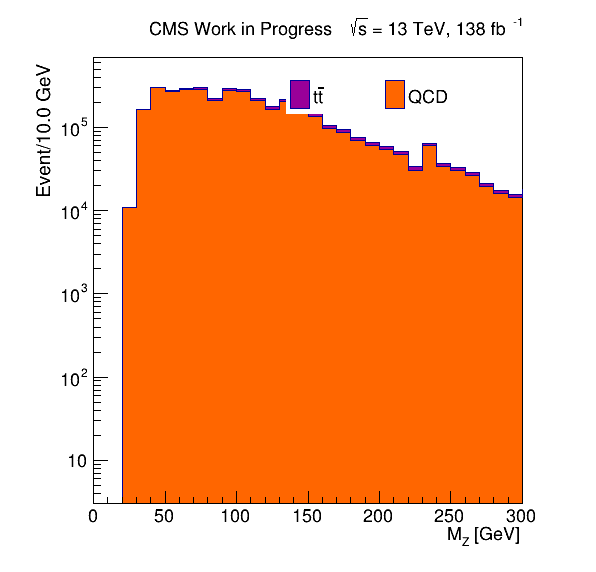 CMS Work in Progress √s = 13 TeV, 138 fb⁻¹
Event/10.0 GeV
tt̄ QCD
10⁵
10⁴
10³
10²
10
0 50 100 150 200 250 300
M_Z [GeV]